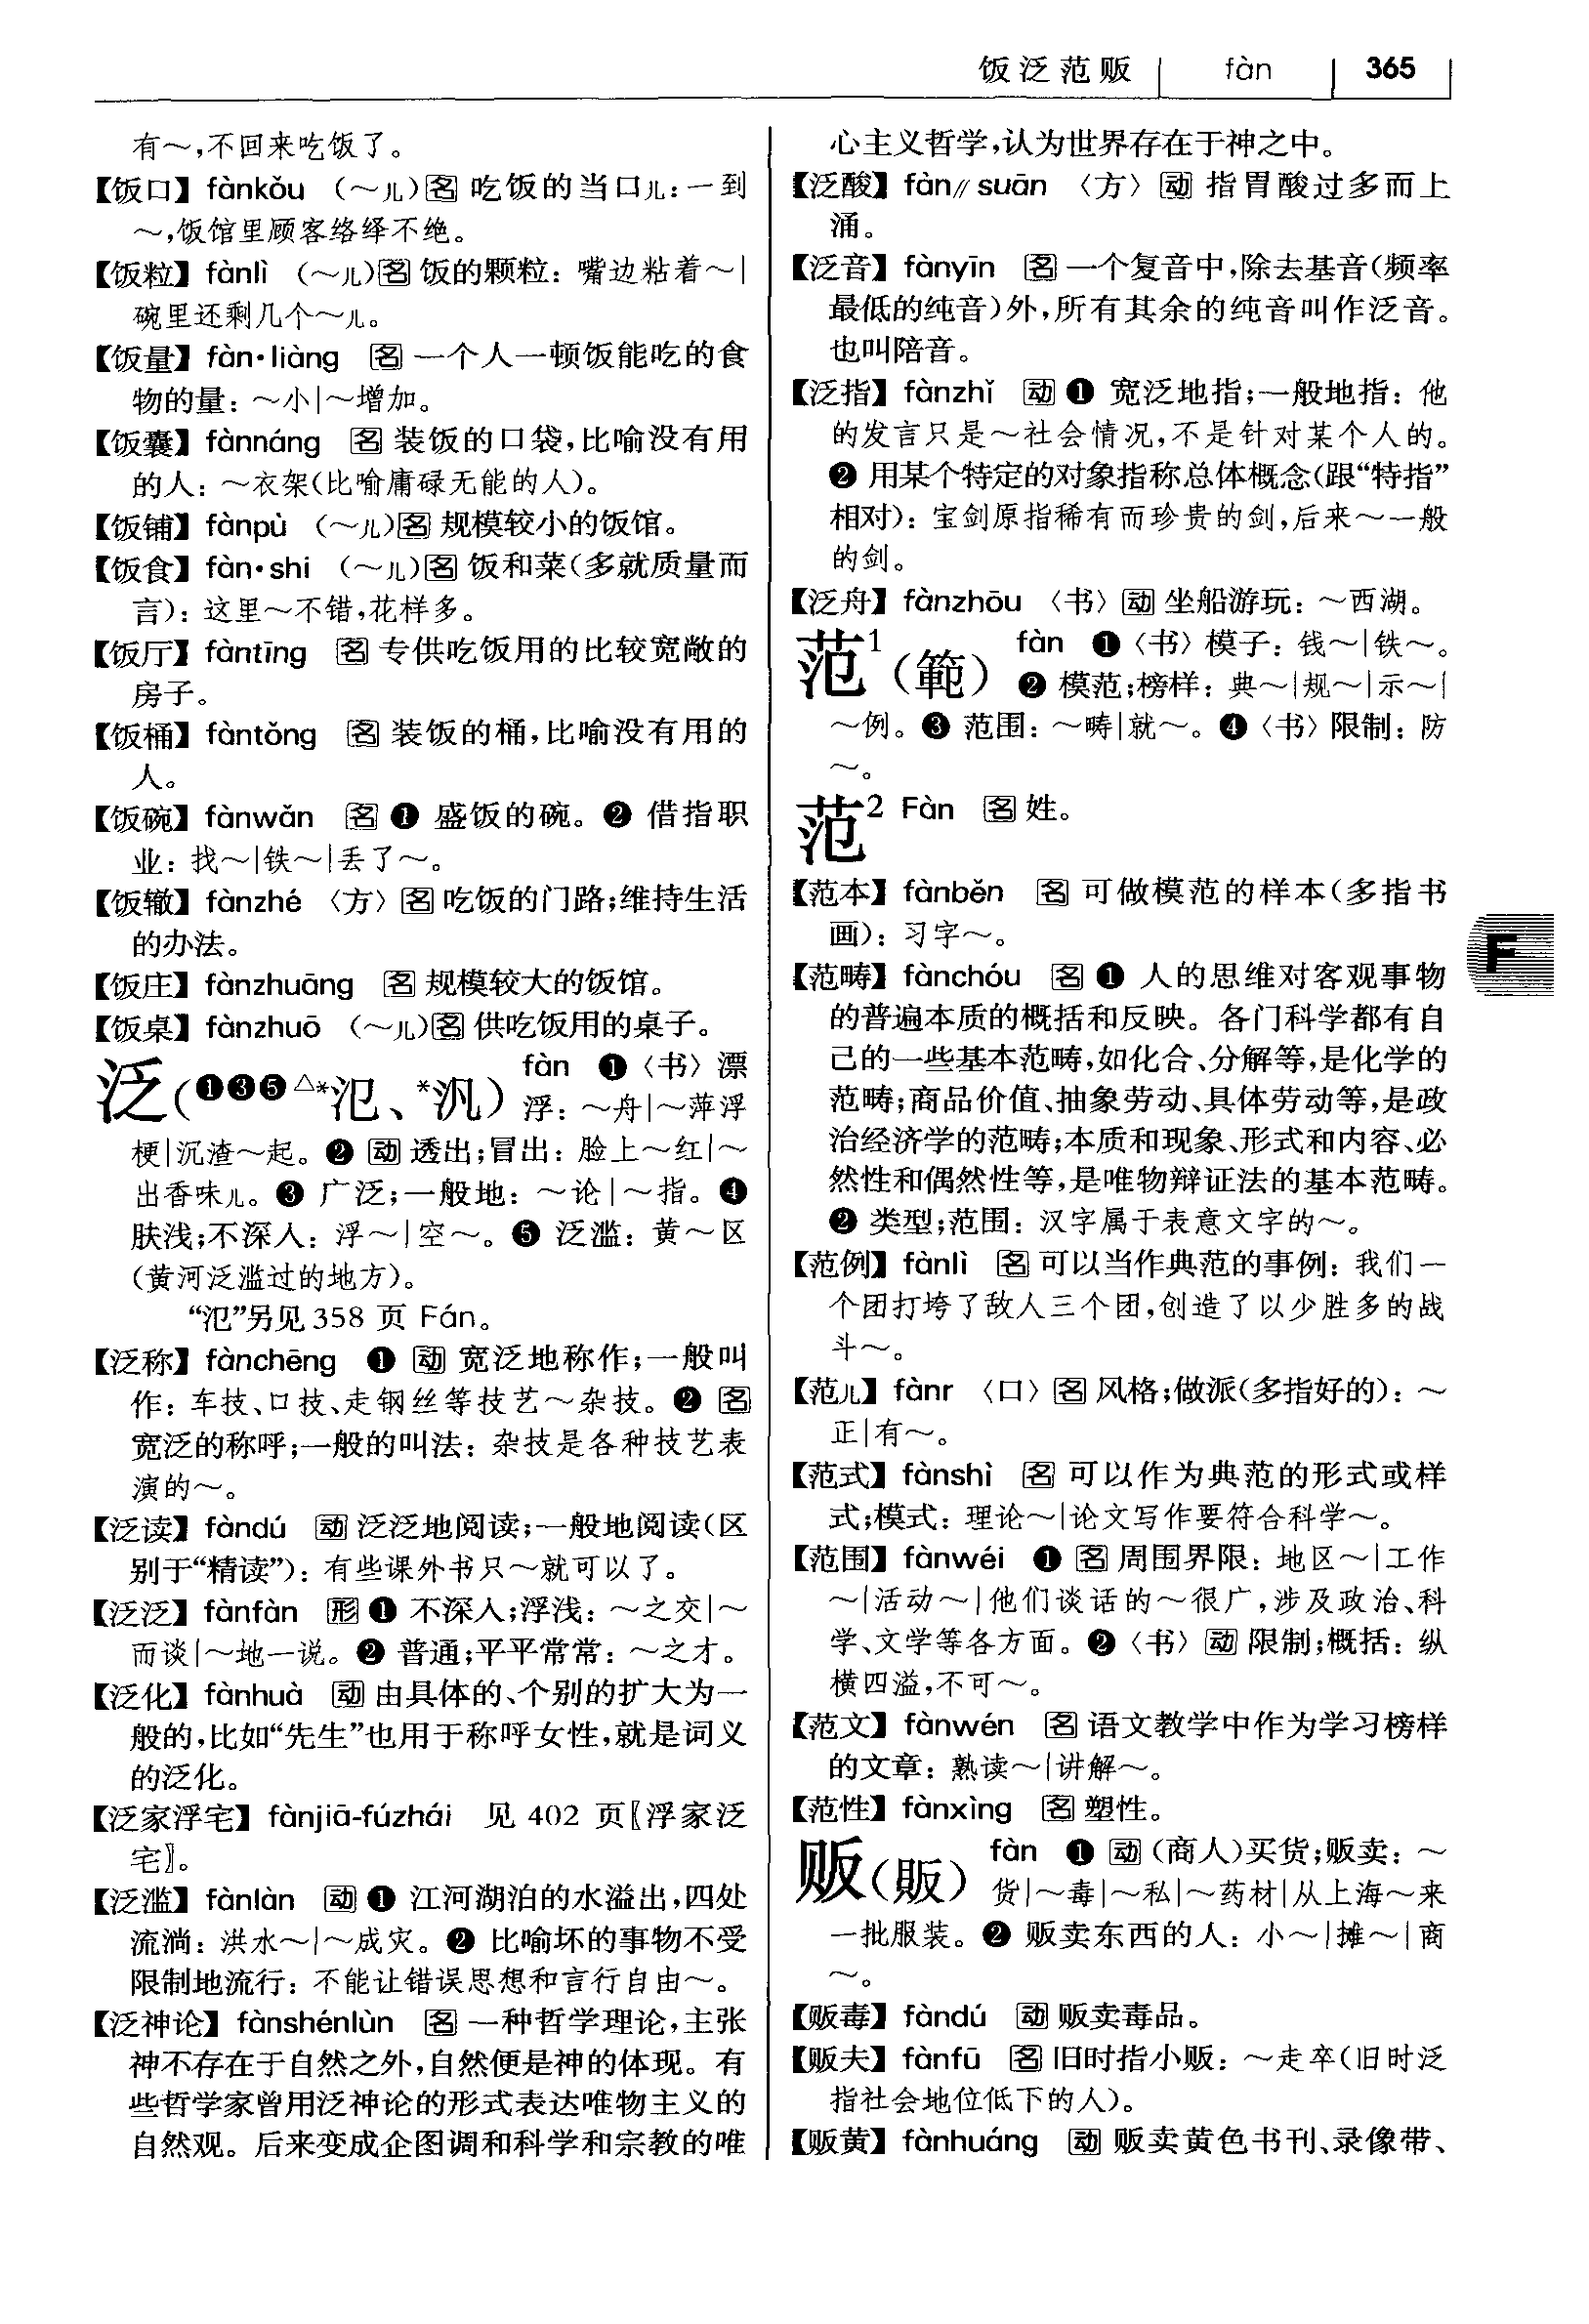 饭泛范贩 fàn 365
有～,不回来吃饭了。
【饭口】fànkǒu （～儿）名 吃饭的当口儿：一到
～,饭馆里顾客络绎不绝。
【饭粒】fànlì （～儿）名 饭的颗粒：嘴边粘着～|
碗里还剩几个～儿。
【饭量】fàn·liàng 名 一个人一顿饭能吃的食
物的量：～小|～增加。
【饭囊】fànnáng 名 装饭的口袋,比喻没有用
的人：～衣架(比喻庸碌无能的人)。
【饭铺】fànpù （～儿）名 规模较小的饭馆。
【饭食】fàn·shi （～儿）名 饭和菜(多就质量而
言)：这里～不错,花样多。
【饭厅】fàntīng 名 专供吃饭用的比较宽敞的
房子。
【饭桶】fàntǒng 名 装饭的桶,比喻没有用的
人。
【饭碗】fànwǎn 名 ❶ 盛饭的碗。❷ 借指职
业：找～|铁～|丢了～。
【饭辙】fànzhé 〈方〉名 吃饭的门路;维持生活
的办法。
【饭庄】fànzhuāng 名 规模较大的饭馆。
【饭桌】fànzhuō （～儿）名 供吃饭用的桌子。
泛(❶❸❺△*氾、*汎) fàn ❶〈书〉漂
浮：～舟|～萍浮
梗|沉渣～起。❷ 动 透出;冒出：脸上～红|～
出香味儿。❸ 广泛;一般地：～论|～指。❹
肤浅;不深入：浮～|空～。❺ 泛滥：黄～区
(黄河泛滥过的地方)。
“氾”另见 358 页 Fán。
【泛称】fànchēng ❶ 动 宽泛地称作;一般叫
作：车技、口技、走钢丝等技艺～杂技。❷ 名
宽泛的称呼;一般的叫法：杂技是各种技艺表
演的～。
【泛读】fàndú 动 泛泛地阅读;一般地阅读(区
别于“精读”)：有些课外书只～就可以了。
【泛泛】fànfàn 形 ❶ 不深入;浮浅：～之交|～
而谈|～地一说。❷ 普通;平平常常：～之才。
【泛化】fànhuà 动 由具体的、个别的扩大为一
般的,比如“先生”也用于称呼女性,就是词义
的泛化。
【泛家浮宅】fànjiā-fúzhái 见 402 页〖浮家泛
宅〗。
【泛滥】fànlàn 动 ❶ 江河湖泊的水溢出,四处
流淌：洪水～|～成灾。❷ 比喻坏的事物不受
限制地流行：不能让错误思想和言行自由～。
【泛神论】fànshénlùn 名 一种哲学理论,主张
神不存在于自然之外,自然便是神的体现。有
些哲学家曾用泛神论的形式表达唯物主义的
自然观。后来变成企图调和科学和宗教的唯
心主义哲学,认为世界存在于神之中。
【泛酸】fàn//suān 〈方〉动 指胃酸过多而上
涌。
【泛音】fànyīn 名 一个复音中,除去基音(频率
最低的纯音)外,所有其余的纯音叫作泛音。
也叫陪音。
【泛指】fànzhǐ 动 ❶ 宽泛地指;一般地指：他
的发言只是～社会情况,不是针对某个人的。
❷ 用某个特定的对象指称总体概念(跟“特指”
相对)：宝剑原指稀有而珍贵的剑,后来～一般
的剑。
【泛舟】fànzhōu 〈书〉动 坐船游玩：～西湖。
范¹(範) fàn ❶〈书〉模子：钱～|铁～。
❷ 模范;榜样：典～|规～|示～|
～例。❸ 范围：～畴|就～。❹〈书〉限制：防
～。
范² Fàn 名 姓。
【范本】fànběn 名 可做模范的样本(多指书
画)：习字～。
【范畴】fànchóu 名 ❶ 人的思维对客观事物
的普遍本质的概括和反映。各门科学都有自
己的一些基本范畴,如化合、分解等,是化学的
范畴;商品价值、抽象劳动、具体劳动等,是政
治经济学的范畴;本质和现象、形式和内容、必
然性和偶然性等,是唯物辩证法的基本范畴。
❷ 类型;范围：汉字属于表意文字的～。
【范例】fànlì 名 可以当作典范的事例：我们一
个团打垮了敌人三个团,创造了以少胜多的战
斗～。
【范儿】fànr 〈口〉名 风格;做派(多指好的)：～
正|有～。
【范式】fànshì 名 可以作为典范的形式或样
式;模式：理论～|论文写作要符合科学～。
【范围】fànwéi ❶ 名 周围界限：地区～|工作
～|活动～|他们谈话的～很广,涉及政治、科
学、文学等各方面。❷〈书〉动 限制;概括：纵
横四溢,不可～。
【范文】fànwén 名 语文教学中作为学习榜样
的文章：熟读～|讲解～。
【范性】fànxìng 名 塑性。
贩(販) fàn ❶ 动 (商人)买货;贩卖：～
货|～毒|～私|～药材|从上海～来
一批服装。❷ 贩卖东西的人：小～|摊～|商
～。
【贩毒】fàndú 动 贩卖毒品。
【贩夫】fànfū 名 旧时指小贩：～走卒(旧时泛
指社会地位低下的人)。
【贩黄】fànhuáng 动 贩卖黄色书刊、录像带、
F